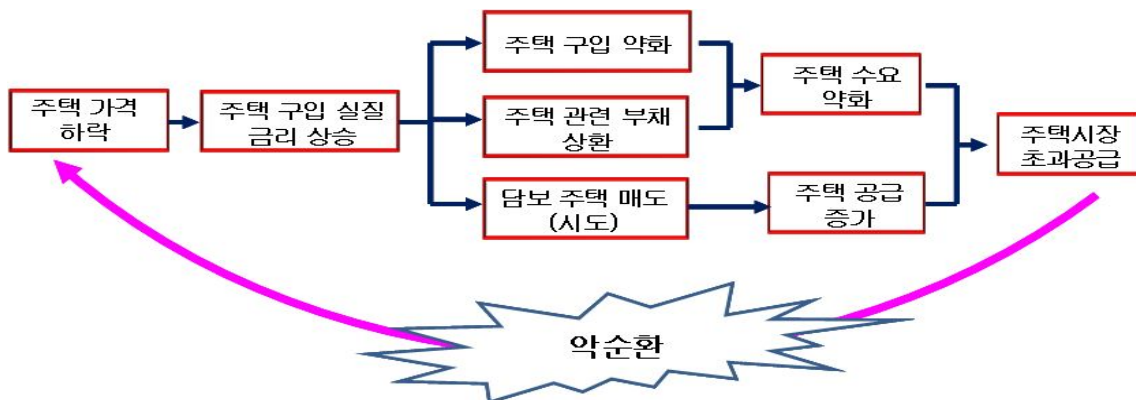 주택 가격
하락
주택 구입 실질
금리 상승
주택 구입 약화
주택 관련 부채
상환
담보 주택 매도
(시도)
주택 수요
약화
주택 공급
증가
주택시장
초과공급
악순환